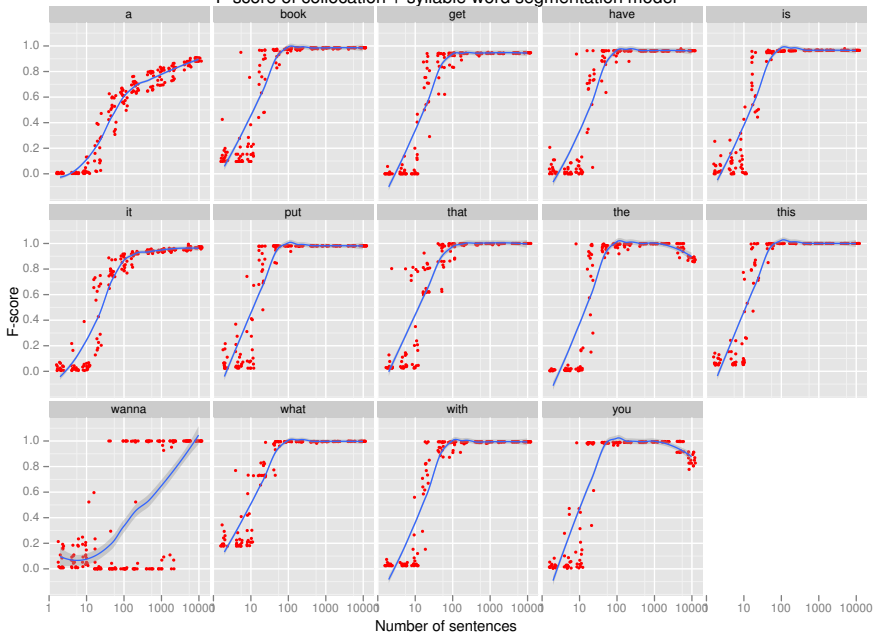 F-score of collocation + syllable word segmentation model
a book get have is
1.0
0.8
0.6
0.4
0.2
0.0
it put that the this
1.0
0.8
0.6
0.4
0.2
0.0
F-score
wanna what with you
1.0
0.8
0.6
0.4
0.2
0.0
1 10 100 1000 10000 1 10 100 1000 10000 1 10 100 1000 10000 1 10 100 1000 10000 1 10 100 1000 10000
Number of sentences